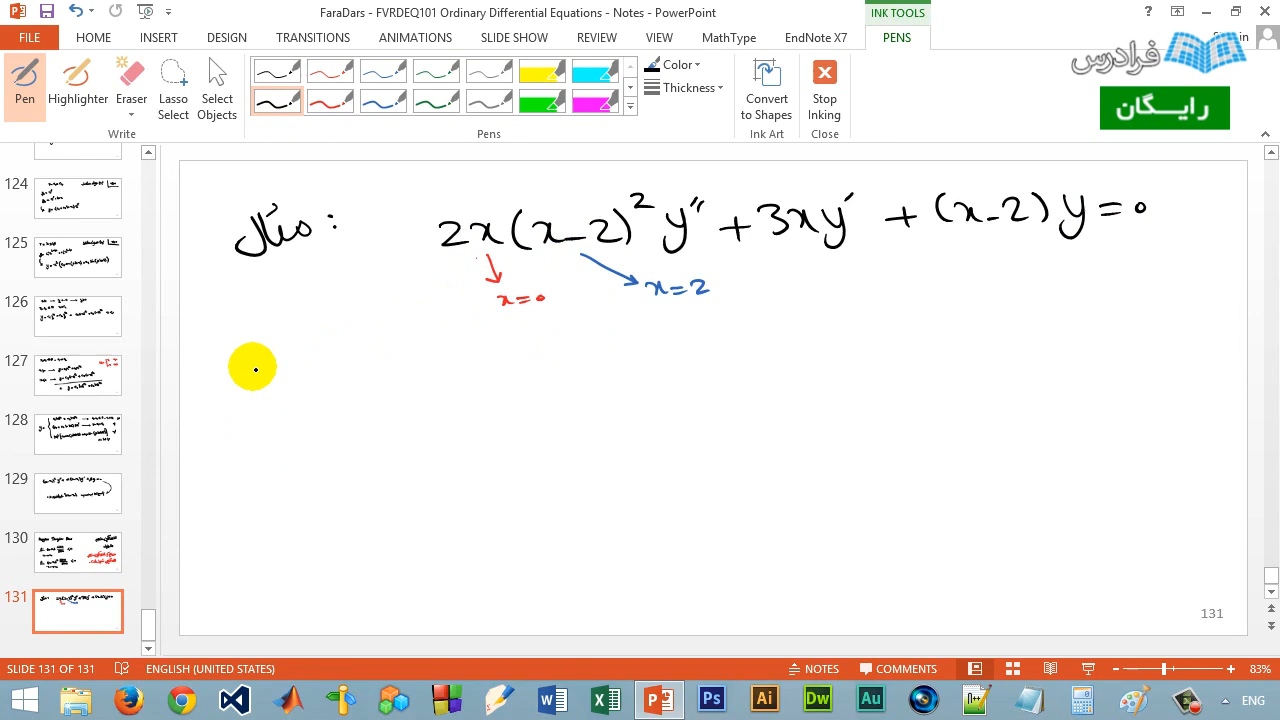 FaraDars - FVRDEQ101 Ordinary Differential Equations - Notes - PowerPoint
INK TOOLS
FILE HOME INSERT DESIGN TRANSITIONS ANIMATIONS SLIDE SHOW REVIEW VIEW MathType EndNote X7 PENS
فرادرس
رایگان
Pen Highlighter Eraser Lasso Select Select Objects
Color
Thickness
Convert to Shapes
Stop Inking
Write Pens Ink Art Close
124
125
126
127
128
129
130
131
مثال : 2x(x-2)² y″ + 3xy′ + (x-2) y = 0
x=0
x=2
131
SLIDE 131 OF 131 ENGLISH (UNITED STATES) NOTES COMMENTS 83%
ENG